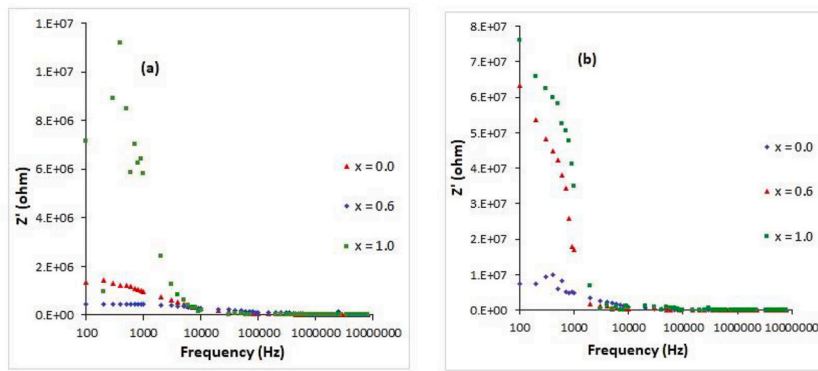 (a)
Z' (ohm)
1.E+07
1.E+07
8.E+06
6.E+06
4.E+06
2.E+06
0.E+00
100
1000
10000
100000
1000000
10000000
Frequency (Hz)
x = 0.0
x = 0.6
x = 1.0
(b)
Z' (ohm)
8.E+07
7.E+07
6.E+07
5.E+07
4.E+07
3.E+07
2.E+07
1.E+07
0.E+00
100
1000
10000
100000
1000000
10000000
Frequency (Hz)
x = 0.0
x = 0.6
x = 1.0